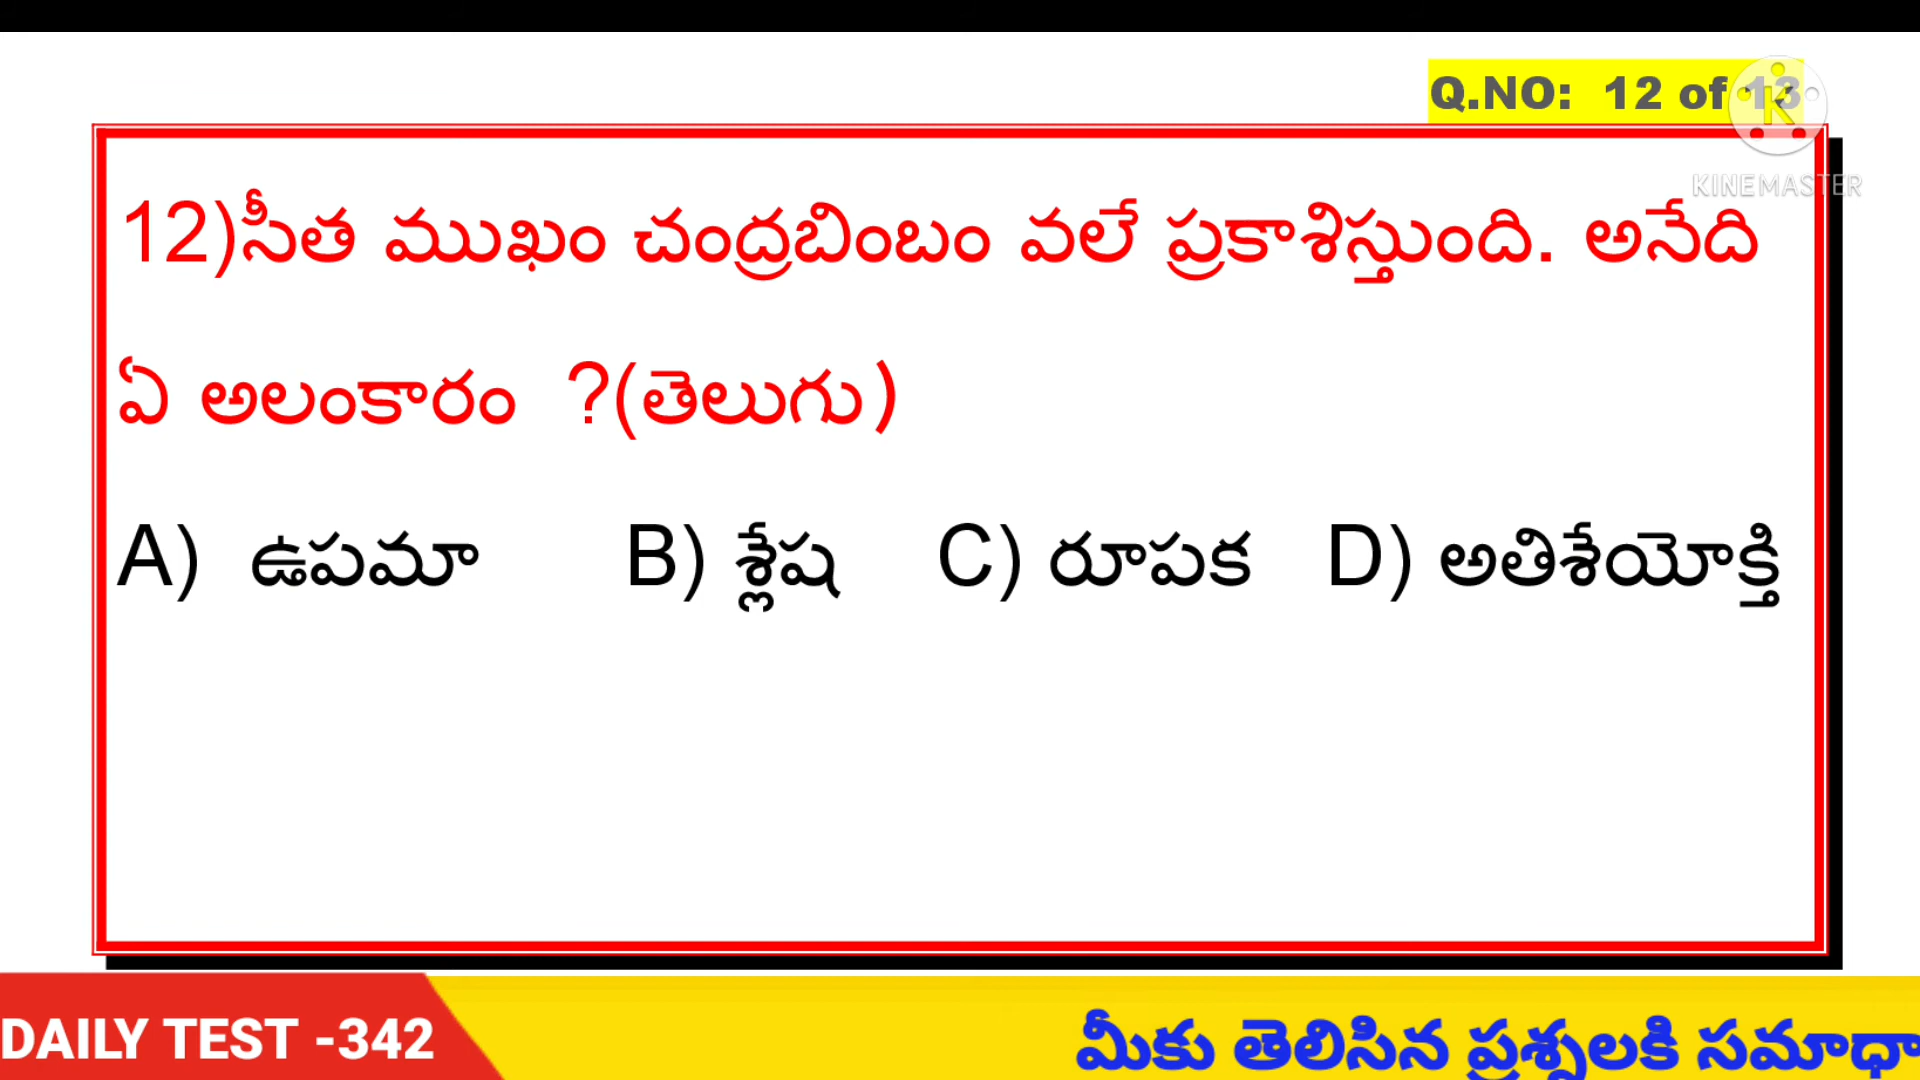 Q.NO: 12 of 13
KINEMASTER
12)సీత ముఖం చంద్రబింబం వలే ప్రకాశిస్తుంది. అనేది
ఏ అలంకారం ?(తెలుగు)
A) ఉపమా B) శ్లేష C) రూపక D) అతిశేయోక్తి
DAILY TEST -342
మీకు తెలిసిన ప్రశ్నలకి సమాధా